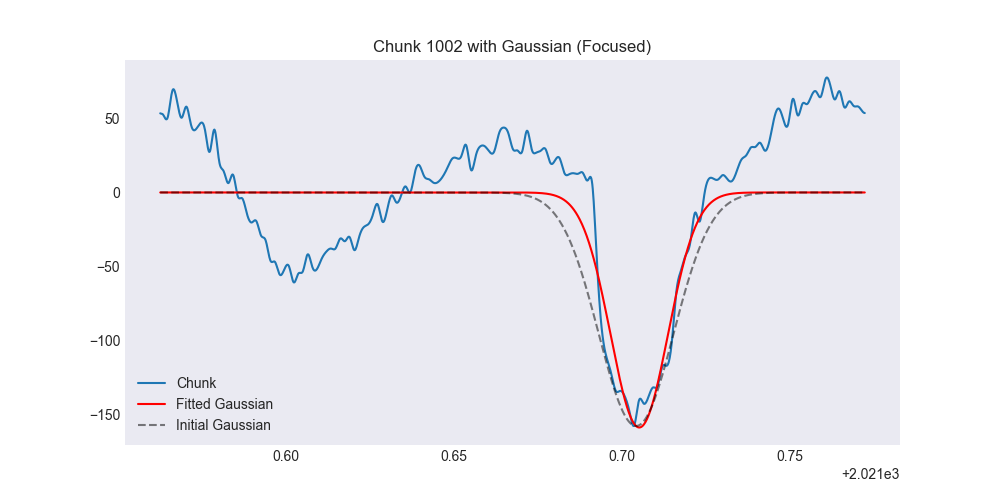 Chunk 1002 with Gaussian (Focused)
50
0
−50
−100
−150
Chunk
Fitted Gaussian
Initial Gaussian
0.60 0.65 0.70 0.75
+2.021e3